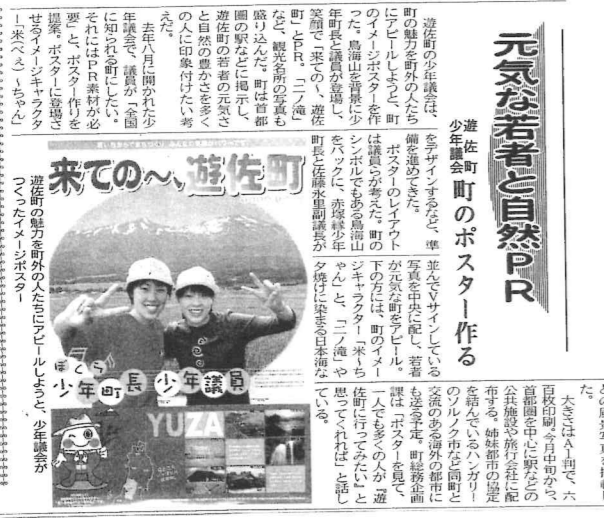 元気な若者と自然PR
遊佐町
少年議会
町のポスター作る
遊佐町の少年議会は、
町の魅力を町外の人たち
にアピールしようと、町
のイメージポスターを作
った。鳥海山を背景に少
年町長と議員が登場し、
笑顔で「来ての〜、遊佐
町」とPR。「二ノ滝」
など、観光名所の写真も
盛り込んだ。町は首都
圏の駅などに掲示し、
遊佐町の若者の元気さ
と自然の豊かさを多く
の人に印象付けたい考
えだ。
去年八月に開かれた少
年議会で、議員が「全国
に知られる町にしたい。
それにはPR素材が必
要」と、ポスター作りを
提案。ポスターに登場さ
せるイメージキャラクタ
ー「米(べぇ)〜ちゃん」
をデザインするなど、準
備を進めてきた。
ポスターのレイアウト
は議員らが考えた。町の
シンボルでもある鳥海山
をバックに、赤塚縁少年
町長と佐藤永里副議長が
並んでVサインしている
写真を中央に配し、若者
が元気な町をアピール。
下の方には、町のイメー
ジキャラクター「米〜ち
ゃん」と、「二ノ滝」や
夕焼けに染まる日本海な
どの風景写真を
た。
大きさはA1判で、六
百枚印刷。今月中旬から、
首都圏を中心に駅などの
公共施設や旅行会社に配
布する。姉妹都市の協定
を結んでいるハンガリー
のソルノク市など同町と
交流のある海外の都市に
も送る予定。町総務企画
課は「ポスターを見て、
一人でも多くの人が『遊
佐町に行ってみたい』と
思ってくれれば」と話し
ている。
来ての〜、遊佐町
ぼくら
少年町長 少年議員
YUZA
遊佐町の魅力を町外の人たちにアピールしようと、少年議会が
つくったイメージポスター